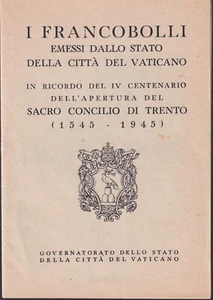 I FRANCOBOLLI
EMESSI DALLO STATO
DELLA CITTÀ DEL VATICANO
IN RICORDO DEL IV CENTENARIO
DELL'APERTURA DEL
SACRO CONCILIO DI TRENTO
(1545 - 1945)
GOVERNATORATO DELLO STATO
DELLA CITTÀ DEL VATICANO